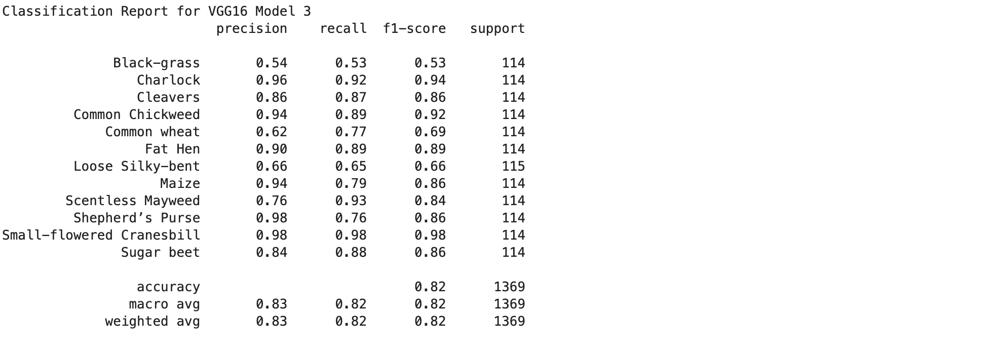 Classification Report for VGG16 Model 3
precision recall f1-score support
Black-grass 0.54 0.53 0.53 114
Charlock 0.96 0.92 0.94 114
Cleavers 0.86 0.87 0.86 114
Common Chickweed 0.94 0.89 0.92 114
Common wheat 0.62 0.77 0.69 114
Fat Hen 0.90 0.89 0.89 114
Loose Silky-bent 0.66 0.65 0.66 115
Maize 0.94 0.79 0.86 114
Scentless Mayweed 0.76 0.93 0.84 114
Shepherd’s Purse 0.98 0.76 0.86 114
Small-flowered Cranesbill 0.98 0.98 0.98 114
Sugar beet 0.84 0.88 0.86 114
accuracy 0.82 1369
macro avg 0.83 0.82 0.82 1369
weighted avg 0.83 0.82 0.82 1369